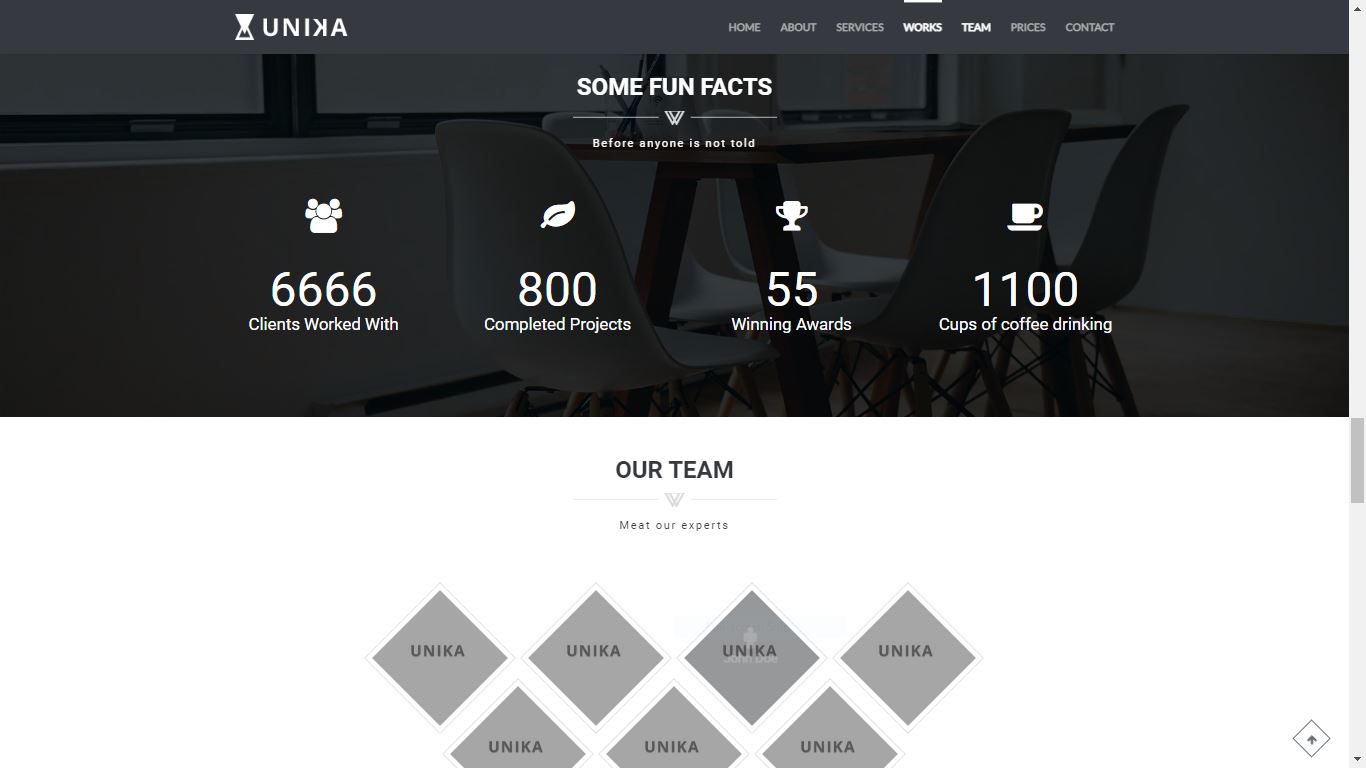 UNIKA
HOME ABOUT SERVICES WORKS TEAM PRICES CONTACT
SOME FUN FACTS
Before anyone is not told
6666 800 55 1100
Clients Worked With Completed Projects Winning Awards Cups of coffee drinking
OUR TEAM
Meat our experts
UNIKA UNIKA UNIKA UNIKA
John Doe
UNIKA UNIKA UNIKA